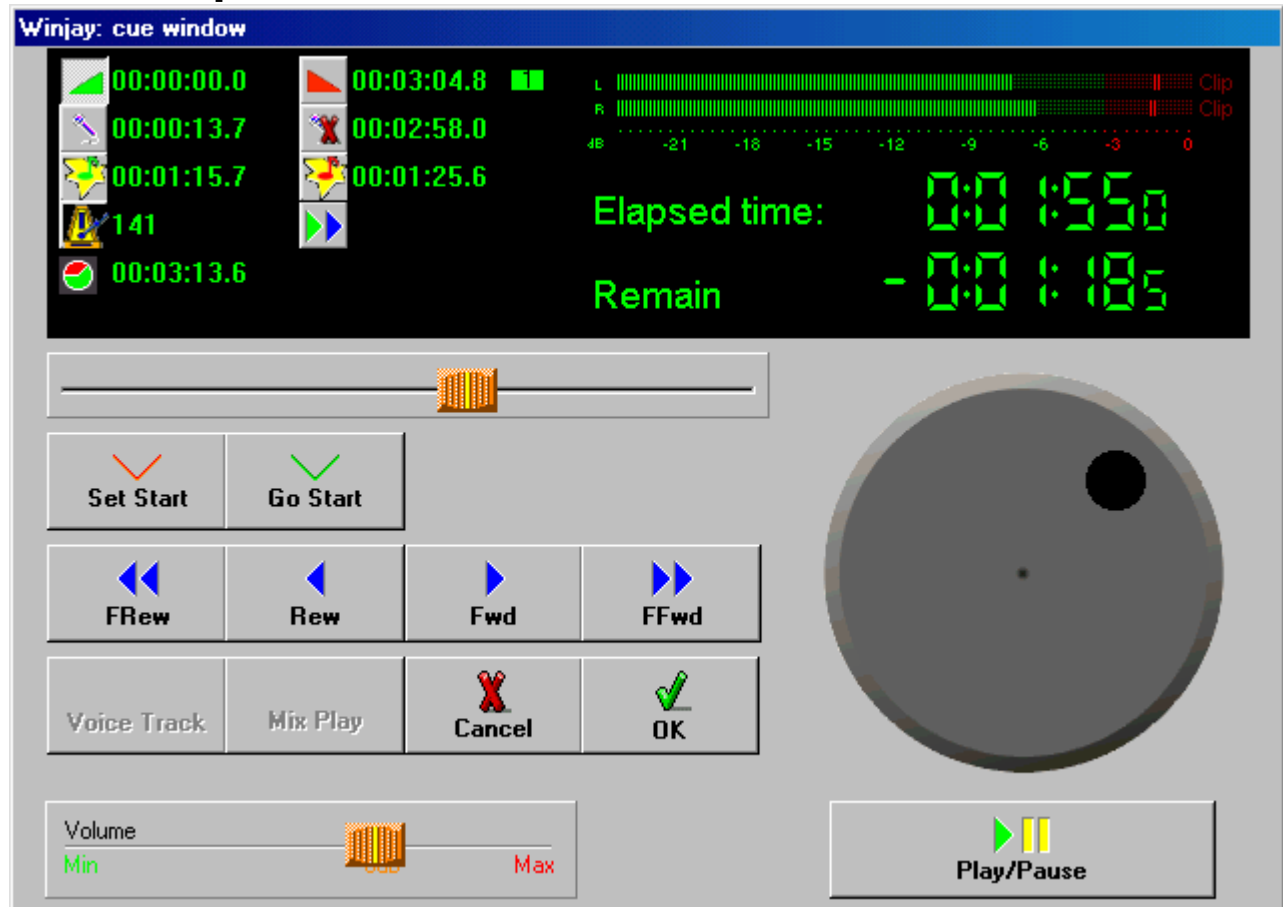 Winjay: cue window
00:00:00.0 00:03:04.8 1
00:00:13.7 00:02:58.0
00:01:15.7 00:01:25.6
141
00:03:13.6
L Clip
R Clip
dB -21 -18 -15 -12 -9 -6 -3 0
Elapsed time: 0:01:550
Remain -0:01:185
Set Start Go Start
FRew Rew Fwd FFwd
Voice Track Mix Play Cancel OK
Volume
Min Max
Play/Pause